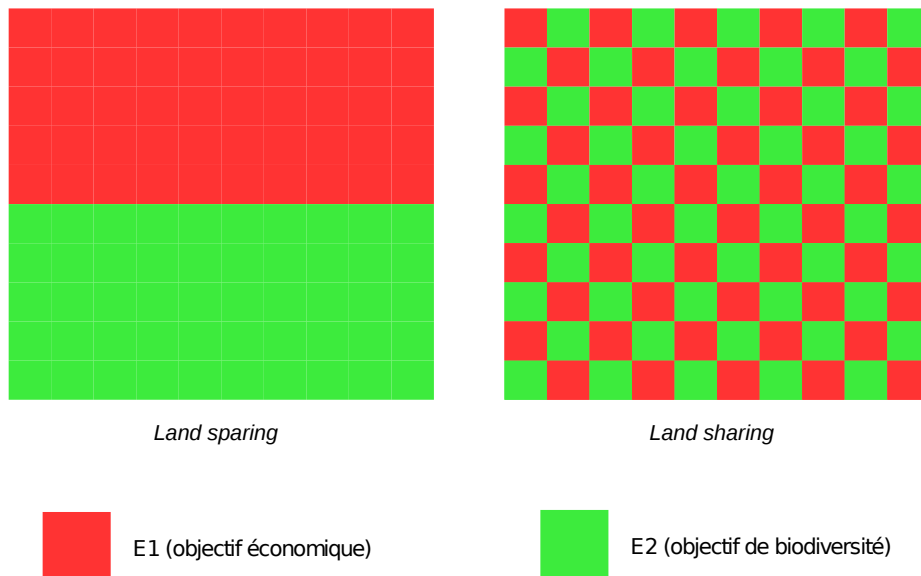 Land sparing
Land sharing
E1 (objectif économique)
E2 (objectif de biodiversité)